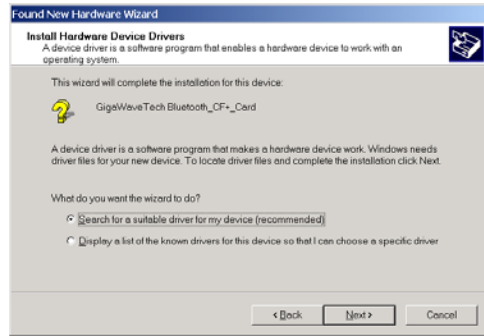 Found New Hardware Wizard
Install Hardware Device Drivers
A device driver is a software program that enables a hardware device to work with an
operating system.
This wizard will complete the installation for this device:
GigaWaveTech Bluetooth_CF+_Card
A device driver is a software program that makes a hardware device work. Windows needs
driver files for your new device. To locate driver files and complete the installation click Next.
What do you want the wizard to do?
Search for a suitable driver for my device (recommended)
Display a list of the known drivers for this device so that I can choose a specific driver
< Back Next > Cancel